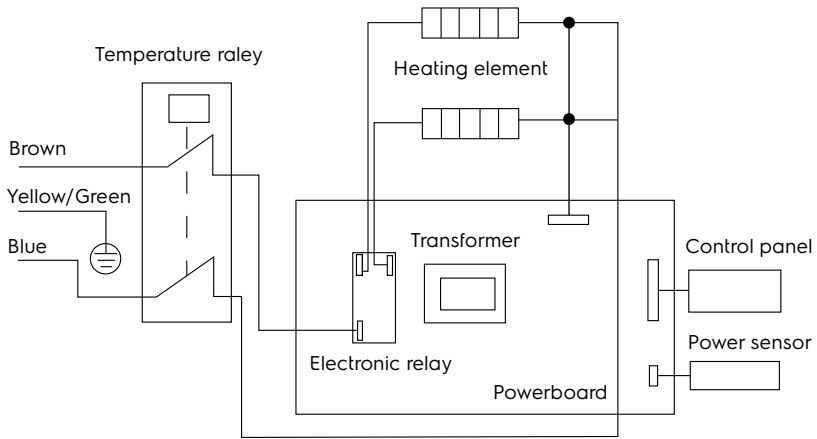 Temperature raley
Heating element
Brown
Yellow/Green
Blue
Transformer
Control panel
Electronic relay
Power sensor
Powerboard